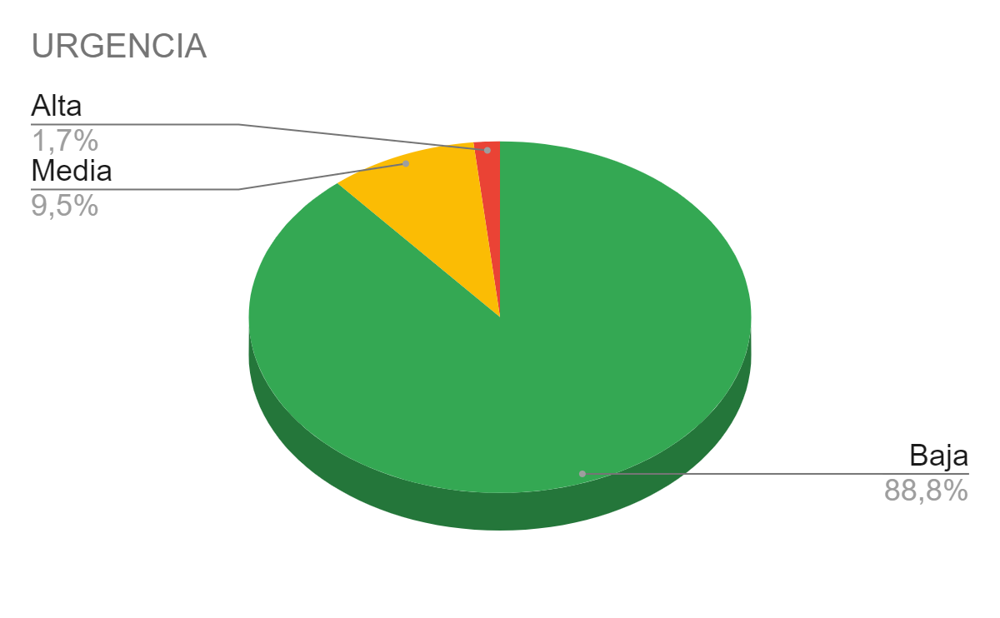 URGENCIA
Alta
1,7%
Media
9,5%
Baja
88,8%